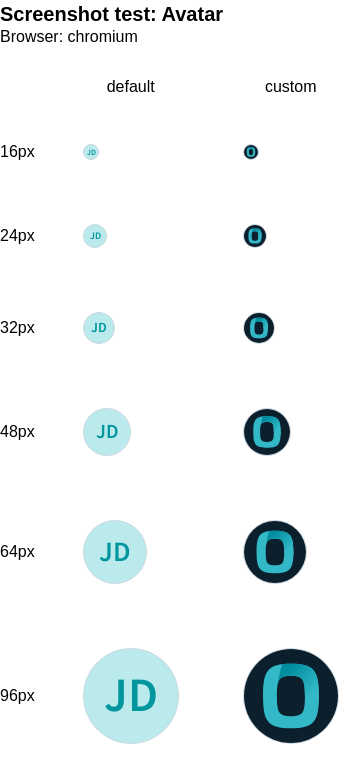 Screenshot test: Avatar
Browser: chromium
default custom
16px JD
24px JD
32px JD
48px JD
64px JD
96px JD